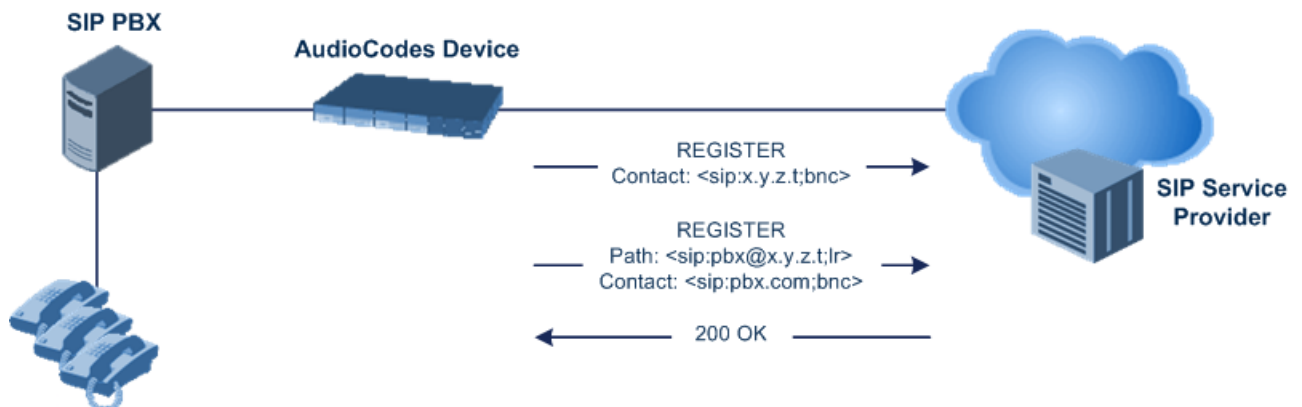 SIP PBX
AudioCodes Device
REGISTER
Contact: <sip:x.y.z.t;bnc>
SIP Service
Provider
REGISTER
Path: <sip:pbx@x.y.z.t;lr>
Contact: <sip:pbx.com;bnc>
200 OK